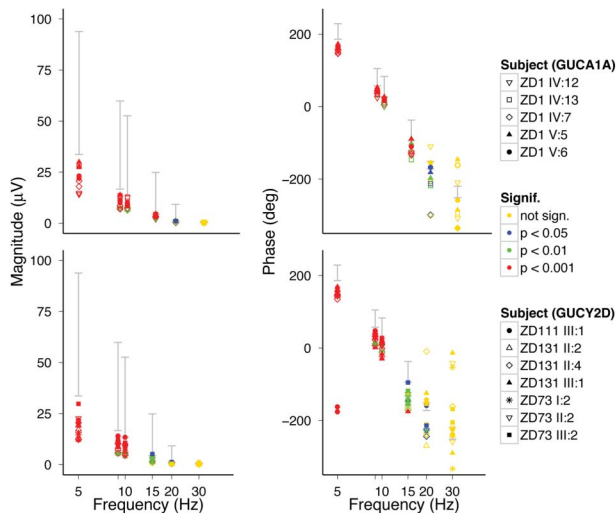 100
75
50
25
0
Magnitude (µV)
200
0
−200
Phase (deg)
Subject (GUCA1A)
ZD1 IV:12
ZD1 IV:13
ZD1 IV:7
ZD1 V:5
ZD1 V:6
Signif.
not sign.
p < 0.05
p < 0.01
p < 0.001
100
75
50
25
0
5 10 15 20 30
Frequency (Hz)
200
0
−200
5 10 15 20 30
Frequency (Hz)
Subject (GUCY2D)
ZD111 III:1
ZD131 II:2
ZD131 II:4
ZD131 III:1
ZD73 I:2
ZD73 II:2
ZD73 III:2